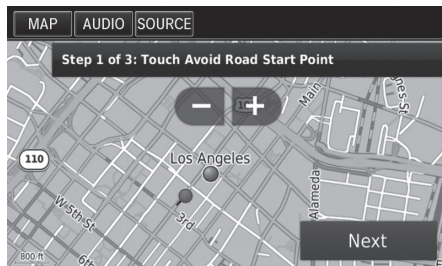 MAP AUDIO SOURCE
Step 1 of 3: Touch Avoid Road Start Point
Main
110
Los Angeles
W 5th St
3rd
Alameda
Next
800 ft
6th